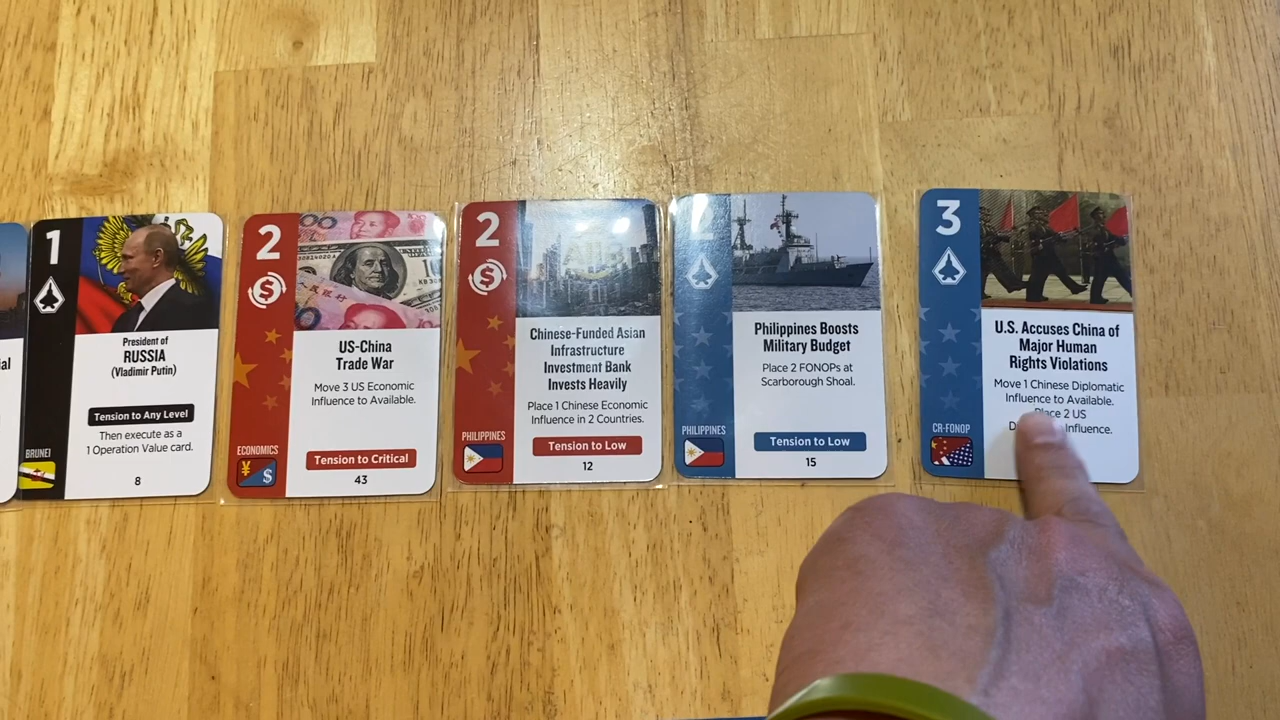 ial
1
President of
RUSSIA
(Vladimir Putin)
Tension to Any Level
Then execute as a
1 Operation Value card.
BRUNEI
8
2
$
US-China
Trade War
Move 3 US Economic
Influence to Available.
Tension to Critical
ECONOMICS
¥ $
43
2
$
Chinese-Funded Asian
Infrastructure
Investment Bank
Invests Heavily
Place 1 Chinese Economic
Influence in 2 Countries.
Tension to Low
PHILIPPINES
12
Philippines Boosts
Military Budget
Place 2 FONOPs at
Scarborough Shoal.
Tension to Low
PHILIPPINES
15
3
U.S. Accuses China of
Major Human
Rights Violations
Move 1 Chinese Diplomatic
Influence to Available.
Place 2 US
Influence.
CR-FONOP